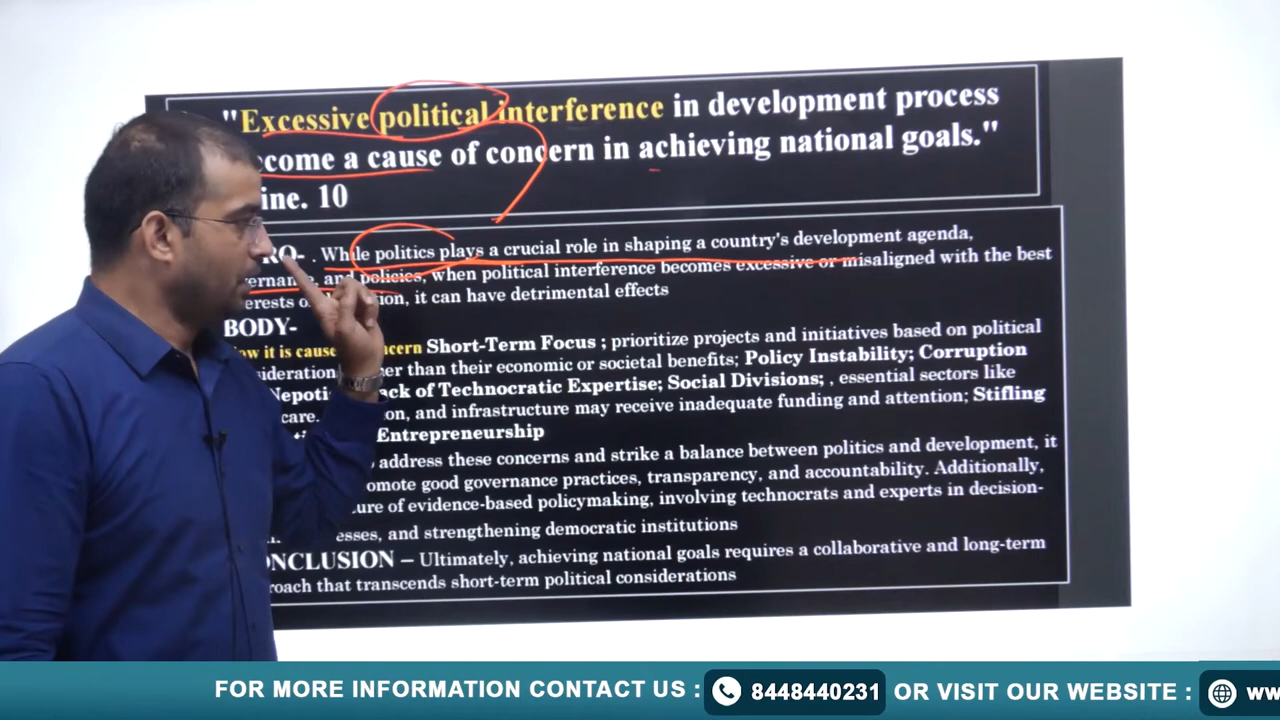 "Excessive political interference in development process
come a cause of concern in achieving national goals."
ine. 10
RO- . While politics plays a crucial role in shaping a country's development agenda,
and policies, when political interference becomes excessive or misaligned with the best
it can have detrimental effects
BODY-
Short-Term Focus ; prioritize projects and initiatives based on political
than their economic or societal benefits; Policy Instability; Corruption
of Technocratic Expertise; Social Divisions; , essential sectors like
care. and infrastructure may receive inadequate funding and attention; Stifling
Entrepreneurship
address these concerns and strike a balance between politics and development, it
omote good governance practices, transparency, and accountability. Additionally,
ure of evidence-based policymaking, involving technocrats and experts in decision-
esses, and strengthening democratic institutions
ONCLUSION – Ultimately, achieving national goals requires a collaborative and long-term
roach that transcends short-term political considerations
FOR MORE INFORMATION CONTACT US : 8448440231 OR VISIT OUR WEBSITE : ww